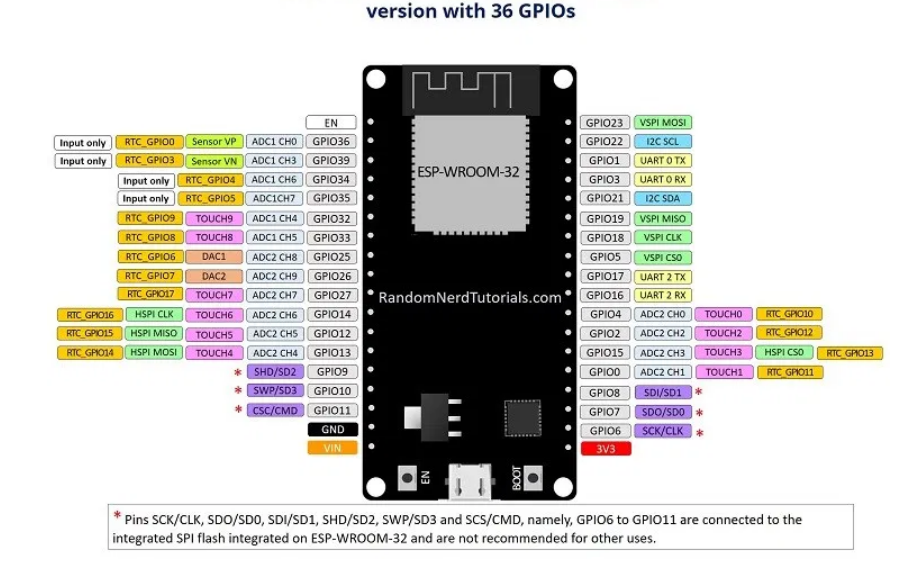 version with 36 GPIOs
EN GPIO23 VSPI MOSI
Input only RTC_GPIO0 Sensor VP ADC1 CH0 GPIO36 GPIO22 I2C SCL
Input only RTC_GPIO3 Sensor VN ADC1 CH3 GPIO39 GPIO1 UART 0 TX
Input only RTC_GPIO4 ADC1 CH6 GPIO34 ESP-WROOM-32 GPIO3 UART 0 RX
Input only RTC_GPIO5 ADC1CH7 GPIO35 GPIO21 I2C SDA
RTC_GPIO9 TOUCH9 ADC1 CH4 GPIO32 GPIO19 VSPI MISO
RTC_GPIO8 TOUCH8 ADC1 CH5 GPIO33 GPIO18 VSPI CLK
RTC_GPIO6 DAC1 ADC2 CH8 GPIO25 GPIO5 VSPI CS0
RTC_GPIO7 DAC2 ADC2 CH9 GPIO26 GPIO17 UART 2 TX
RTC_GPIO17 TOUCH7 ADC2 CH7 GPIO27 RandomNerdTutorials.com GPIO16 UART 2 RX
RTC_GPIO16 HSPI CLK TOUCH6 ADC2 CH6 GPIO14 GPIO4 ADC2 CH0 TOUCH0 RTC_GPIO10
RTC_GPIO15 HSPI MISO TOUCH5 ADC2 CH5 GPIO12 GPIO2 ADC2 CH2 TOUCH2 RTC_GPIO12
RTC_GPIO14 HSPI MOSI TOUCH4 ADC2 CH4 GPIO13 GPIO15 ADC2 CH3 TOUCH3 HSPI CS0 RTC_GPIO13
* SHD/SD2 GPIO9 GPIO0 ADC2 CH1 TOUCH1 RTC_GPIO11
* SWP/SD3 GPIO10 GPIO8 SDI/SD1 *
* CSC/CMD GPIO11 GPIO7 SDO/SD0 *
GND GPIO6 SCK/CLK *
VIN 3V3
EN BOOT
* Pins SCK/CLK, SDO/SD0, SDI/SD1, SHD/SD2, SWP/SD3 and SCS/CMD, namely, GPIO6 to GPIO11 are connected to the
integrated SPI flash integrated on ESP-WROOM-32 and are not recommended for other uses.